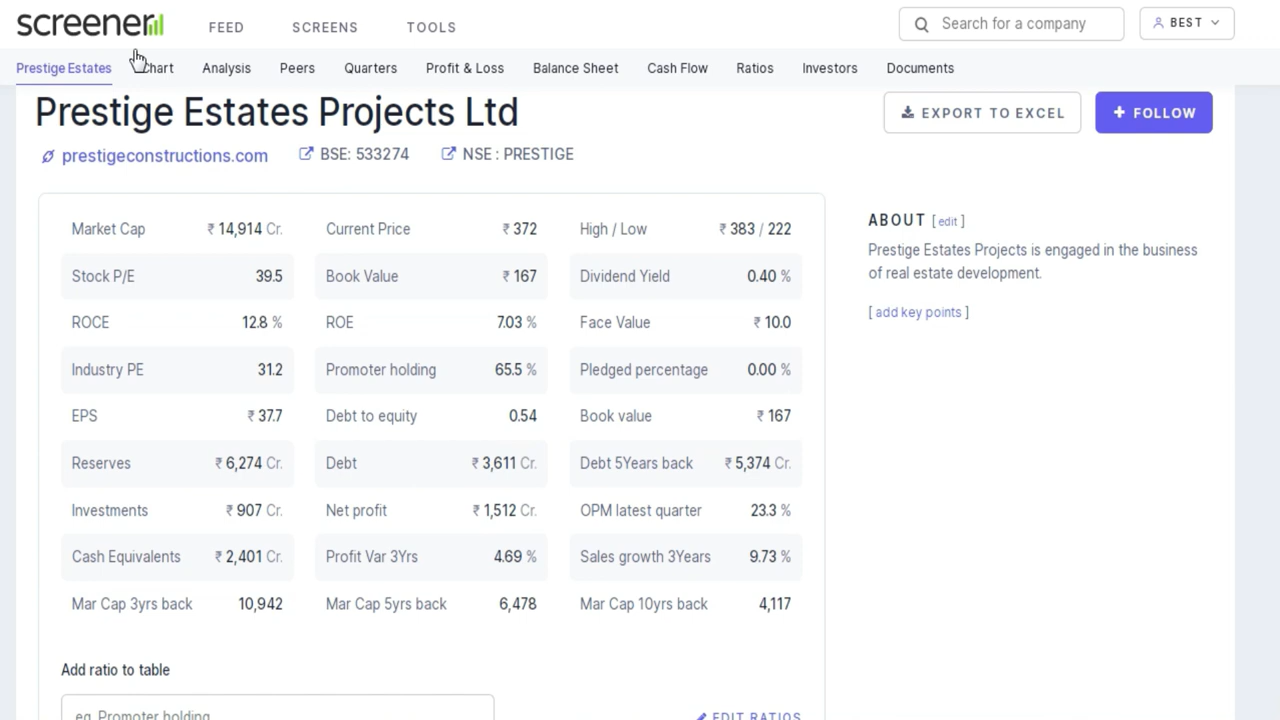 screener FEED SCREENS TOOLS Search for a company BEST
Prestige Estates Chart Analysis Peers Quarters Profit & Loss Balance Sheet Cash Flow Ratios Investors Documents
Prestige Estates Projects Ltd EXPORT TO EXCEL + FOLLOW
prestigeconstructions.com BSE: 533274 NSE : PRESTIGE
Market Cap ₹ 14,914 Cr. Current Price ₹ 372 High / Low ₹ 383 / 222
Stock P/E 39.5 Book Value ₹ 167 Dividend Yield 0.40 %
ROCE 12.8 % ROE 7.03 % Face Value ₹ 10.0
Industry PE 31.2 Promoter holding 65.5 % Pledged percentage 0.00 %
EPS ₹ 37.7 Debt to equity 0.54 Book value ₹ 167
Reserves ₹ 6,274 Cr. Debt ₹ 3,611 Cr. Debt 5Years back ₹ 5,374 Cr.
Investments ₹ 907 Cr. Net profit ₹ 1,512 Cr. OPM latest quarter 23.3 %
Cash Equivalents ₹ 2,401 Cr. Profit Var 3Yrs 4.69 % Sales growth 3Years 9.73 %
Mar Cap 3yrs back 10,942 Mar Cap 5yrs back 6,478 Mar Cap 10yrs back 4,117
Add ratio to table
eg. Promoter holding EDIT RATIOS
ABOUT [ edit ]
Prestige Estates Projects is engaged in the business
of real estate development.
[ add key points ]